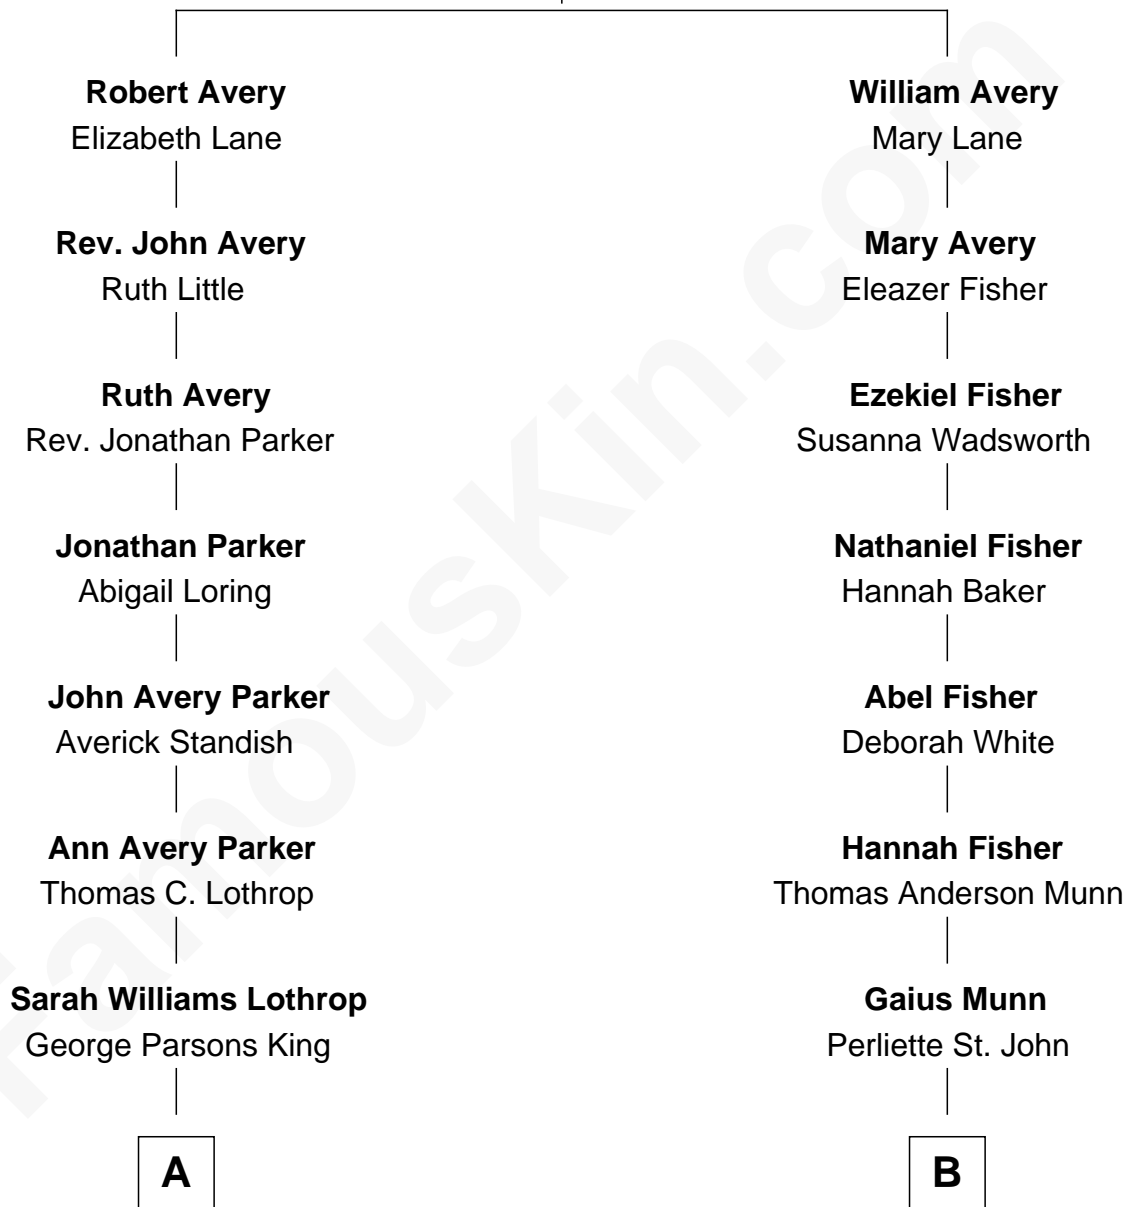 Robert Avery
Elizabeth Lane
Rev. John Avery
Ruth Little
Ruth Avery
Rev. Jonathan Parker
Jonathan Parker
Abigail Loring
John Avery Parker
Averick Standish
Ann Avery Parker
Thomas C. Lothrop
Sarah Williams Lothrop
George Parsons King
A
William Avery
Mary Lane
Mary Avery
Eleazer Fisher
Ezekiel Fisher
Susanna Wadsworth
Nathaniel Fisher
Hannah Baker
Abel Fisher
Deborah White
Hannah Fisher
Thomas Anderson Munn
Gaius Munn
Perliette St. John
B
FamousKin.com